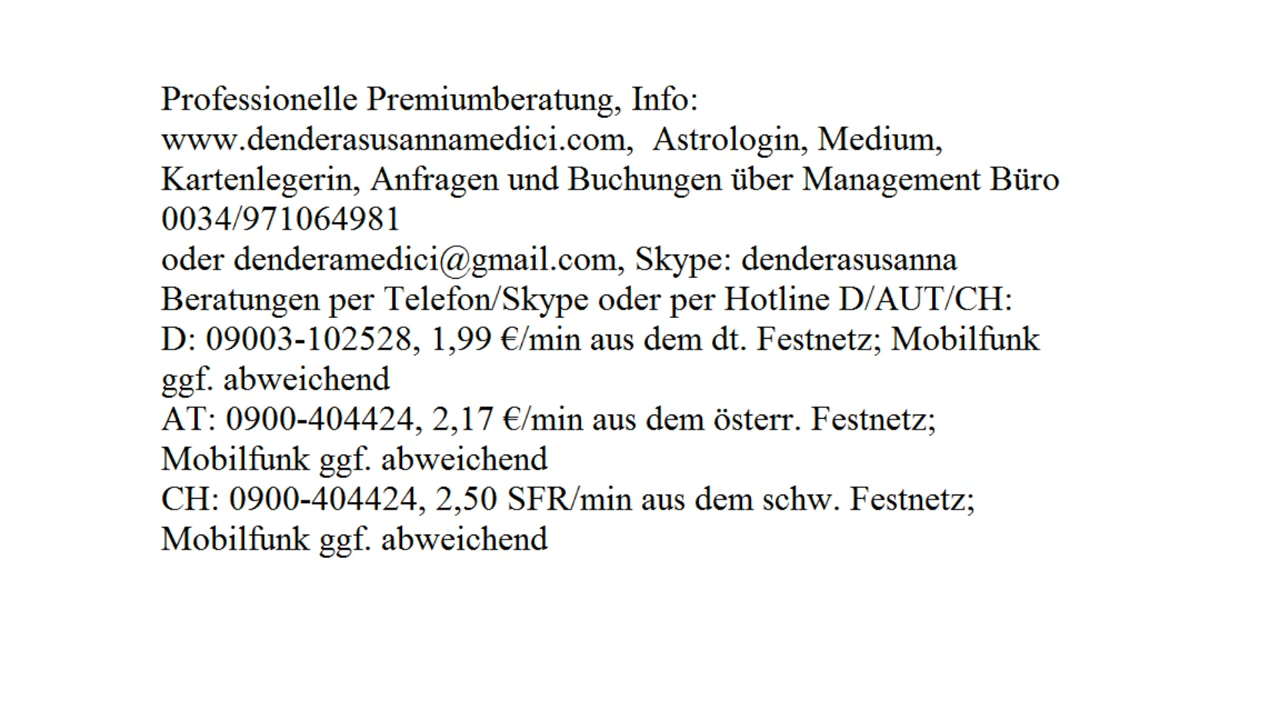 Professionelle Premiumberatung, Info:
www.denderasusannamedici.com,  Astrologin, Medium,
Kartenlegerin, Anfragen und Buchungen über Management Büro
0034/971064981
oder denderamedici@gmail.com, Skype: denderasusanna
Beratungen per Telefon/Skype oder per Hotline D/AUT/CH:
D: 09003-102528, 1,99 €/min aus dem dt. Festnetz; Mobilfunk
ggf. abweichend
AT: 0900-404424, 2,17 €/min aus dem österr. Festnetz;
Mobilfunk ggf. abweichend
CH: 0900-404424, 2,50 SFR/min aus dem schw. Festnetz;
Mobilfunk ggf. abweichend